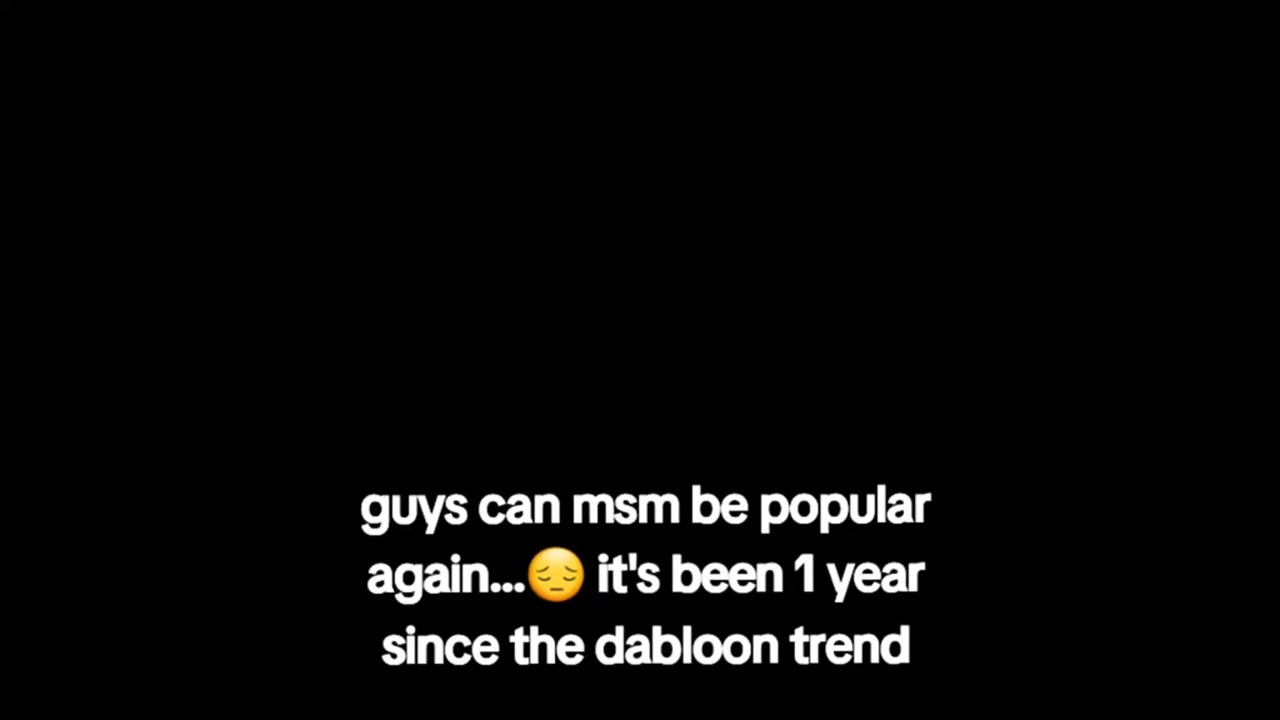 guys can msm be popular
again...😔 it's been 1 year
since the dabloon trend